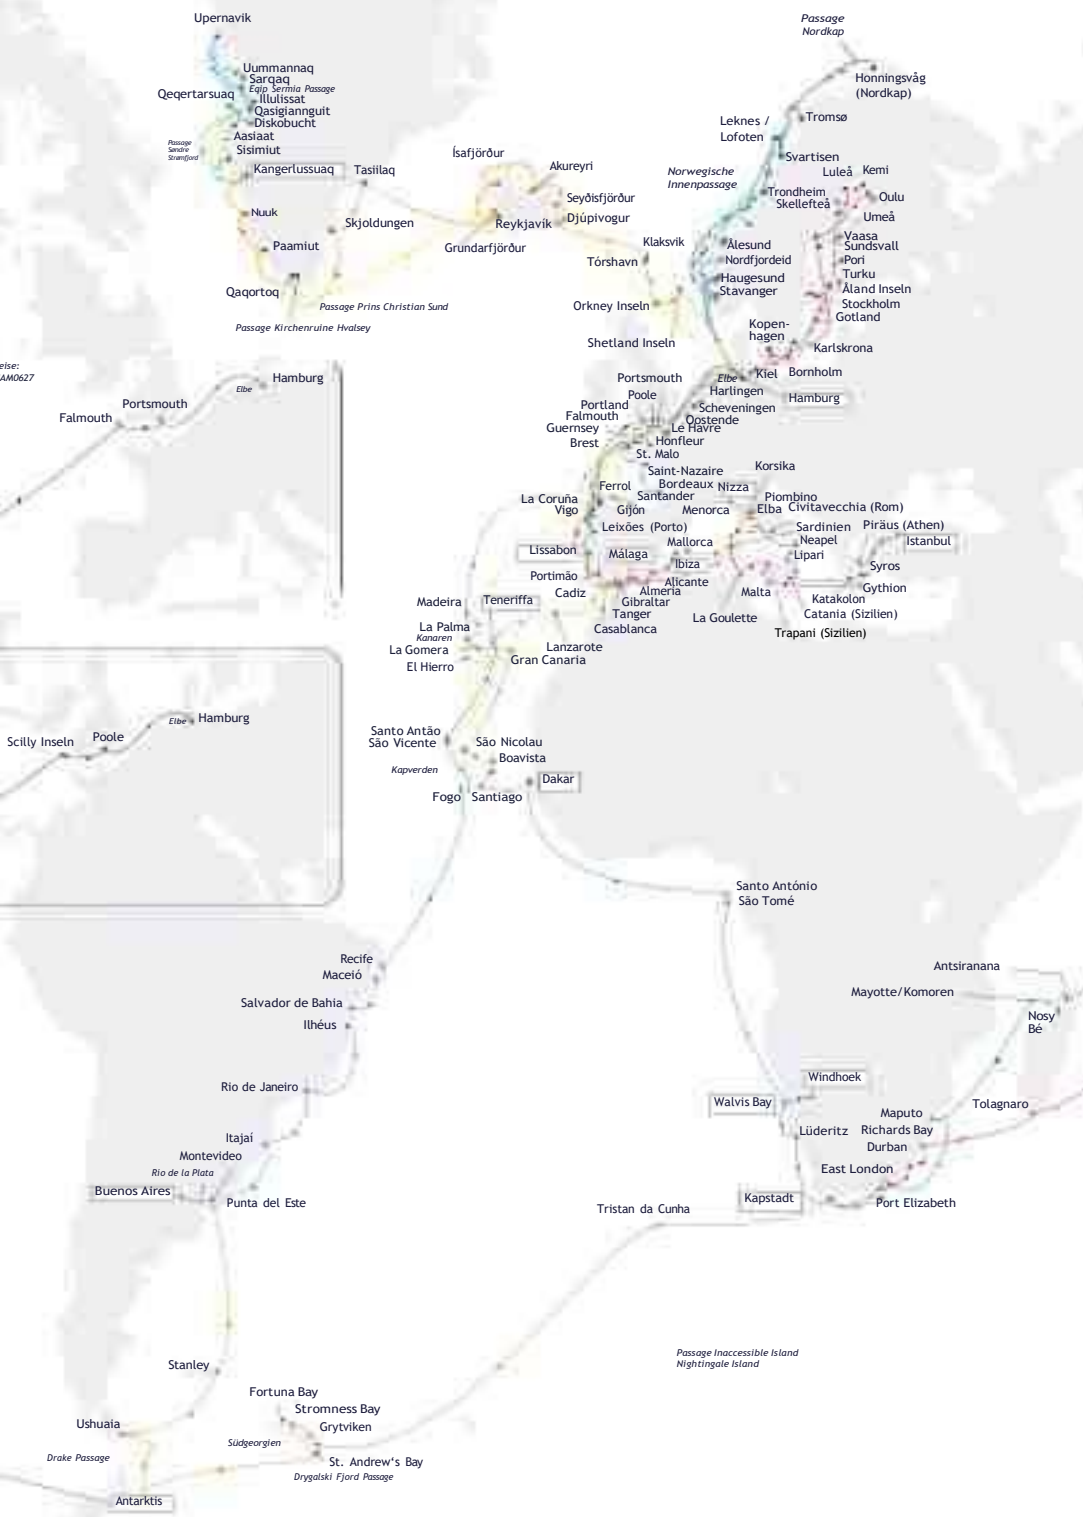 Upernavik
Passage
Nordkap
Uummannaq
Sarqaq
Eqip Sermia Passage
Qeqertarsuaq
Illulissat
Qasigiannguit
Diskobucht
Honningsvåg
(Nordkap)
Leknes /
Lofoten
Tromsø
Aasiaat
Sisimiut
Passage
Søndre
Strømfjord
Kangerlussuaq
Tasiilaq
Ísafjörður
Akureyri
Norwegische
Innenpassage
Svartisen
Luleå
Kemi
Trondheim
Skellefteå
Oulu
Seyðisfjörður
Nuuk
Skjoldungen
Reykjavík
Djúpivogur
Umeå
Paamiut
Grundarfjörður
Klaksvik
Ålesund
Vaasa
Sundsvall
Tórshavn
Nordfjordeid
Pori
Turku
Haugesund
Stavanger
Åland Inseln
Qaqortoq
Passage Prins Christian Sund
Orkney Inseln
Stockholm
Gotland
Passage Kirchenruine Hvalsey
Kopen-
hagen
Shetland Inseln
Karlskrona
eise:
AM0627
Hamburg
Elbe
Portsmouth
Falmouth
Portsmouth
Elbe
Kiel
Bornholm
Poole
Harlingen
Hamburg
Portland
Scheveningen
Falmouth
Oostende
Guernsey
Le Havre
Brest
Honfleur
St. Malo
Saint-Nazaire
Korsika
Ferrol
Bordeaux
Nizza
La Coruña
Santander
Piombino
Vigo
Gijón
Menorca
Elba
Civitavecchia (Rom)
Leixões (Porto)
Sardinien
Piräus (Athen)
Mallorca
Neapel
Istanbul
Lissabon
Málaga
Lipari
Ibiza
Syros
Portimão
Alicante
Cadiz
Almeria
Malta
Gythion
Madeira
Teneriffa
Gibraltar
Katakolon
Tanger
La Goulette
Catania (Sizilien)
La Palma
Casablanca
Trapani (Sizilien)
Kanaren
La Gomera
Lanzarote
El Hierro
Gran Canaria
Elbe
Hamburg
Scilly Inseln
Poole
Santo Antão
São Vicente
São Nicolau
Boavista
Kapverden
Dakar
Fogo
Santiago
Santo António
São Tomé
Recife
Maceió
Antsiranana
Salvador de Bahia
Mayotte/Komoren
Ilhéus
Nosy
Bé
Rio de Janeiro
Windhoek
Walvis Bay
Tolagnaro
Maputo
Itajaí
Lüderitz
Richards Bay
Montevideo
Durban
Rio de la Plata
East London
Buenos Aires
Punta del Este
Kapstadt
Port Elizabeth
Tristan da Cunha
Passage Inaccessible Island
Nightingale Island
Stanley
Fortuna Bay
Stromness Bay
Ushuaia
Grytviken
Südgeorgien
Drake Passage
St. Andrew‘s Bay
Drygalski Fjord Passage
Antarktis